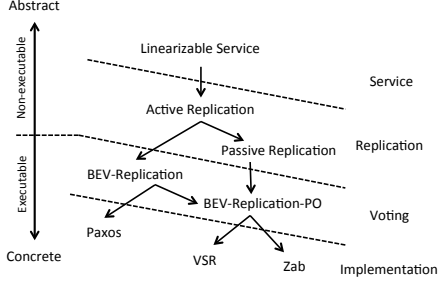 Abstract
Linearizable Service
Non-executable
Service
Active Replication
Replication
Passive Replication
Executable
BEV-Replication
BEV-Replication-PO
Voting
Paxos
VSR
Zab
Concrete
Implementation